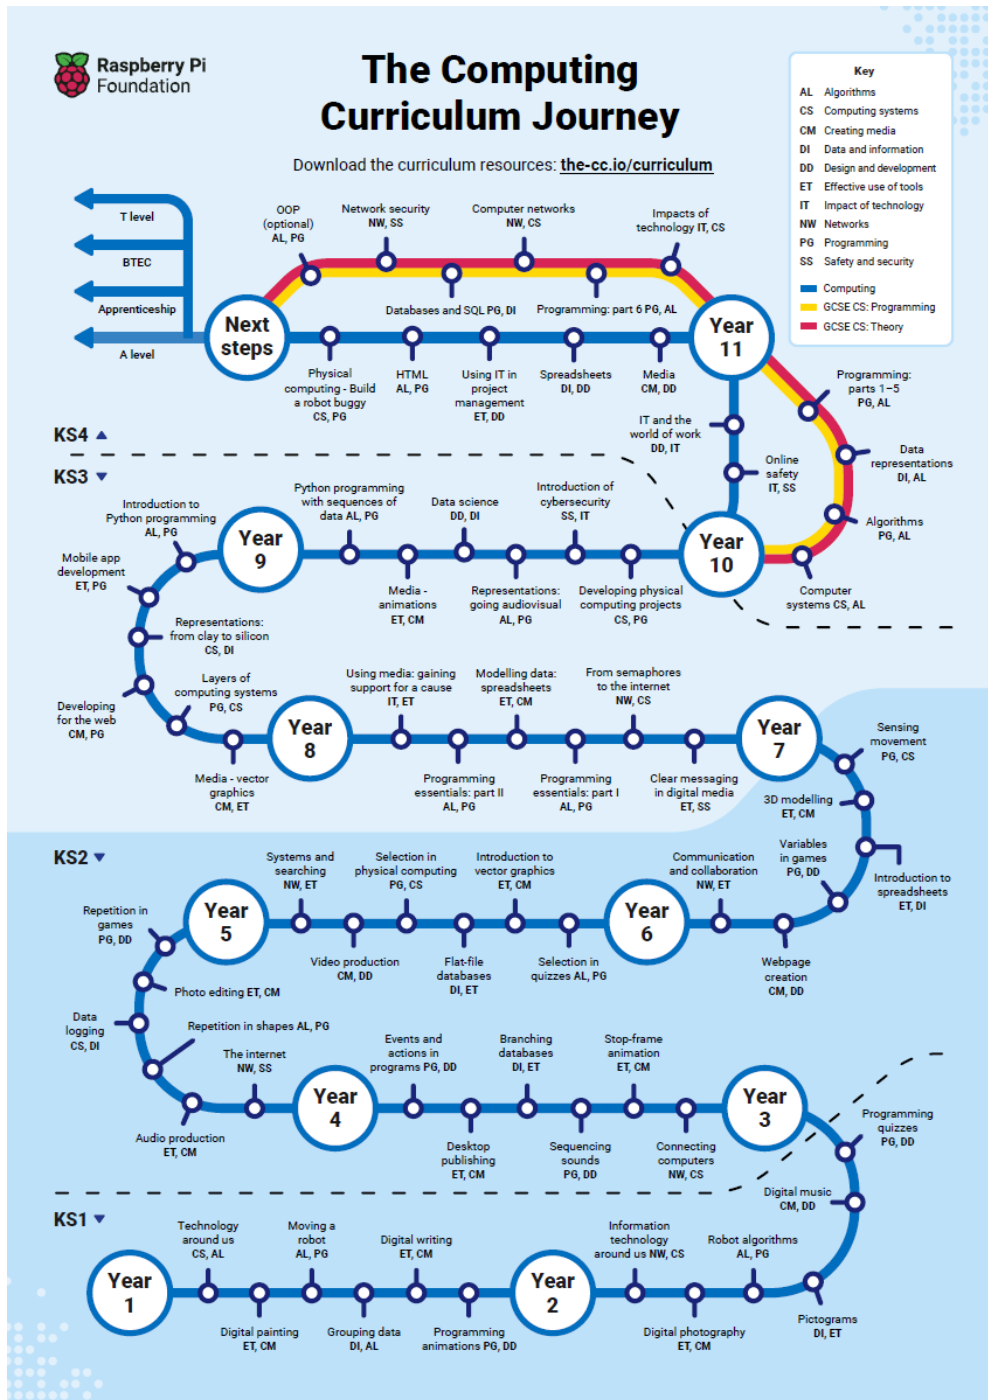 Raspberry Pi
Foundation
The Computing
Curriculum Journey
Download the curriculum resources: the-cc.io/curriculum
Key
AL Algorithms
CS Computing systems
CM Creating media
DI Data and information
DD Design and development
ET Effective use of tools
IT Impact of technology
NW Networks
PG Programming
SS Safety and security
Computing
GCSE CS: Programming
GCSE CS: Theory
T level
BTEC
Apprenticeship
A level
Next
steps
OOP
(optional)
AL, PG
Network security
NW, SS
Databases and SQL PG, DI
Computer networks
NW, CS
Programming: part 6 PG, AL
Impacts of
technology IT, CS
Year
11
Physical
computing - Build
a robot buggy
CS, PG
HTML
AL, PG
Using IT in
project
management
ET, DD
Spreadsheets
DI, DD
Media
CM, DD
Programming:
parts 1–5
PG, AL
Data
representations
DI, AL
Algorithms
PG, AL
Computer
systems CS, AL
IT and the
world of work
DD, IT
Online
safety
IT, SS
KS4
KS3
Year
10
Introduction to
Python programming
AL, PG
Year
9
Python programming
with sequences of
data AL, PG
Media -
animations
ET, CM
Data science
DD, DI
Representations:
going audiovisual
AL, PG
Introduction of
cybersecurity
SS, IT
Developing physical
computing projects
CS, PG
Mobile app
development
ET, PG
Representations:
from clay to silicon
CS, DI
Developing
for the web
CM, PG
Layers of
computing systems
PG, CS
Media - vector
graphics
CM, ET
Year
8
Using media: gaining
support for a cause
IT, ET
Programming
essentials: part II
AL, PG
Modelling data:
spreadsheets
ET, CM
Programming
essentials: part I
AL, PG
From semaphores
to the internet
NW, CS
Clear messaging
in digital media
ET, SS
Year
7
Sensing
movement
PG, CS
3D modelling
ET, CM
Variables
in games
PG, DD
Introduction to
spreadsheets
ET, DI
KS2
Year
5
Systems and
searching
NW, ET
Video production
CM, DD
Selection in
physical computing
PG, CS
Flat-file
databases
DI, ET
Introduction to
vector graphics
ET, CM
Selection in
quizzes AL, PG
Year
6
Communication
and collaboration
NW, ET
Webpage
creation
CM, DD
Repetition in
games
PG, DD
Photo editing ET, CM
Data
logging
CS, DI
Repetition in shapes AL, PG
Audio production
ET, CM
The internet
NW, SS
Year
4
Events and
actions in
programs PG, DD
Desktop
publishing
ET, CM
Branching
databases
DI, ET
Sequencing
sounds
PG, DD
Stop-frame
animation
ET, CM
Connecting
computers
NW, CS
Year
3
Programming
quizzes
PG, DD
Digital music
CM, DD
KS1
Year
1
Technology
around us
CS, AL
Digital painting
ET, CM
Moving a
robot
AL, PG
Grouping data
DI, AL
Digital writing
ET, CM
Programming
animations PG, DD
Year
2
Information
technology
around us NW, CS
Digital photography
ET, CM
Robot algorithms
AL, PG
Pictograms
DI, ET